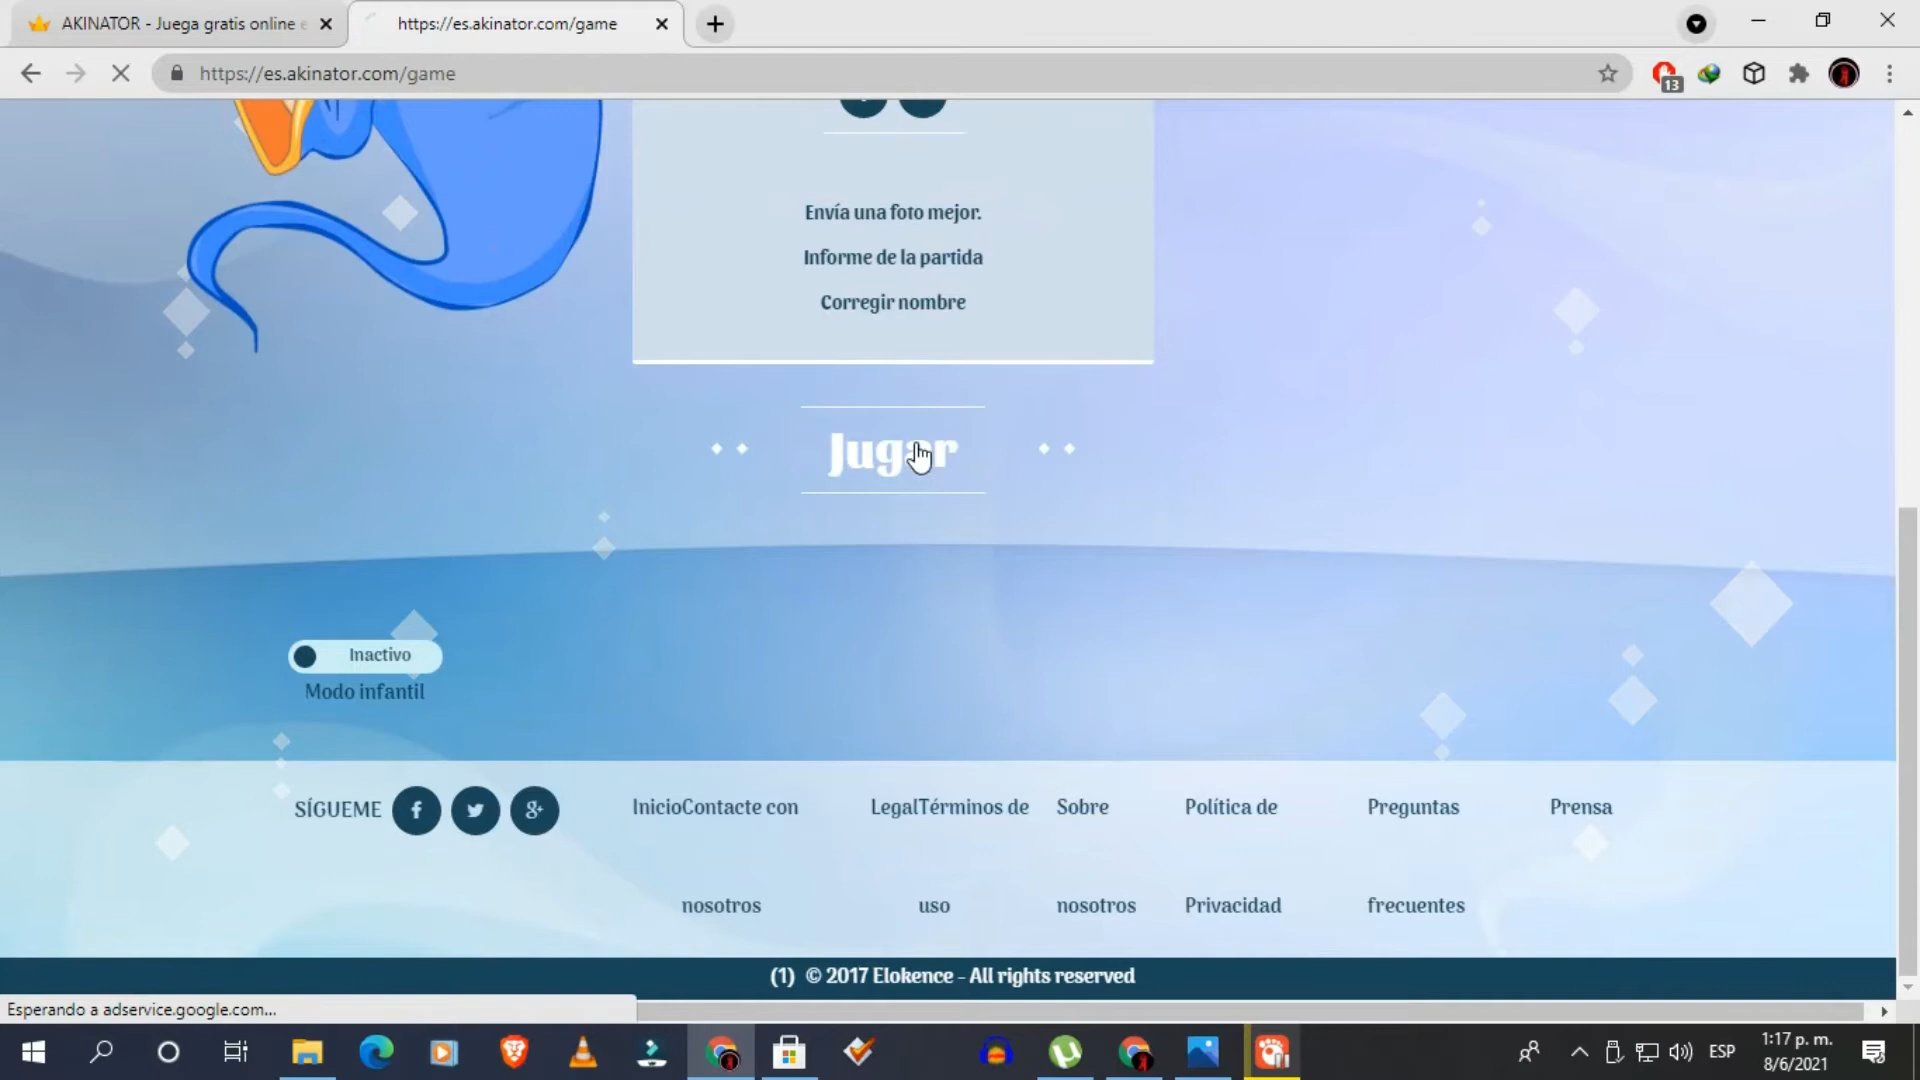 AKINATOR - Juega gratis online e
https://es.akinator.com/game
https://es.akinator.com/game
13
Envía una foto mejor.
Informe de la partida
Corregir nombre
Jugar
Inactivo
Modo infantil
SÍGUEME
InicioContacte con nosotros
LegalTérminos de uso
Sobre nosotros
Política de Privacidad
Preguntas frecuentes
Prensa
(1) © 2017 Elokence - All rights reserved
Esperando a adservice.google.com...
ESP
1:17 p. m.
8/6/2021